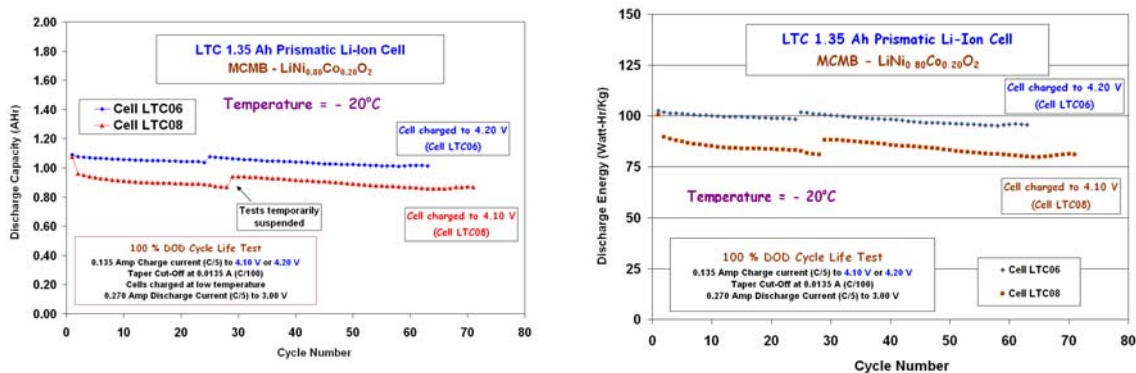 2.00
1.80
1.60
1.40
1.20
1.00
0.80
0.60
0.40
0.20
0.00
Discharge Capacity (AHr)
LTC 1.35 Ah Prismatic Li-Ion Cell
MCMB - LiNi0.80Co0.20O2
Cell LTC06
Cell LTC08
Temperature = - 20°C
Cell charged to 4.20 V
(Cell LTC06)
Tests temporarily
suspended
Cell charged to 4.10 V
(Cell LTC08)
100 % DOD Cycle Life Test
0.135 Amp Charge current (C/5) to 4.10 V or 4.20 V
Taper Cut-Off at 0.0135 A (C/100)
Cells charged at low temperature
0.270 Amp Discharge Current (C/5) to 3.00 V
0 10 20 30 40 50 60 70 80
Cycle Number
150
125
100
75
50
25
0
Discharge Energy (Watt-Hr/Kg)
LTC 1.35 Ah Prismatic Li-Ion Cell
MCMB - LiNi0.80Co0.20O2
Cell charged to 4.20 V
(Cell LTC06)
Temperature = - 20°C
Cell charged to 4.10 V
(Cell LTC08)
100 % DOD Cycle Life Test
0.135 Amp Charge current (C/5) to 4.10 V or 4.20 V
Taper Cut-Off at 0.0135 A (C/100)
Cells charged at low temperature
0.270 Amp Discharge Current (C/5) to 3.00 V
Cell LTC06
Cell LTC08
0 10 20 30 40 50 60 70 80
Cycle Number